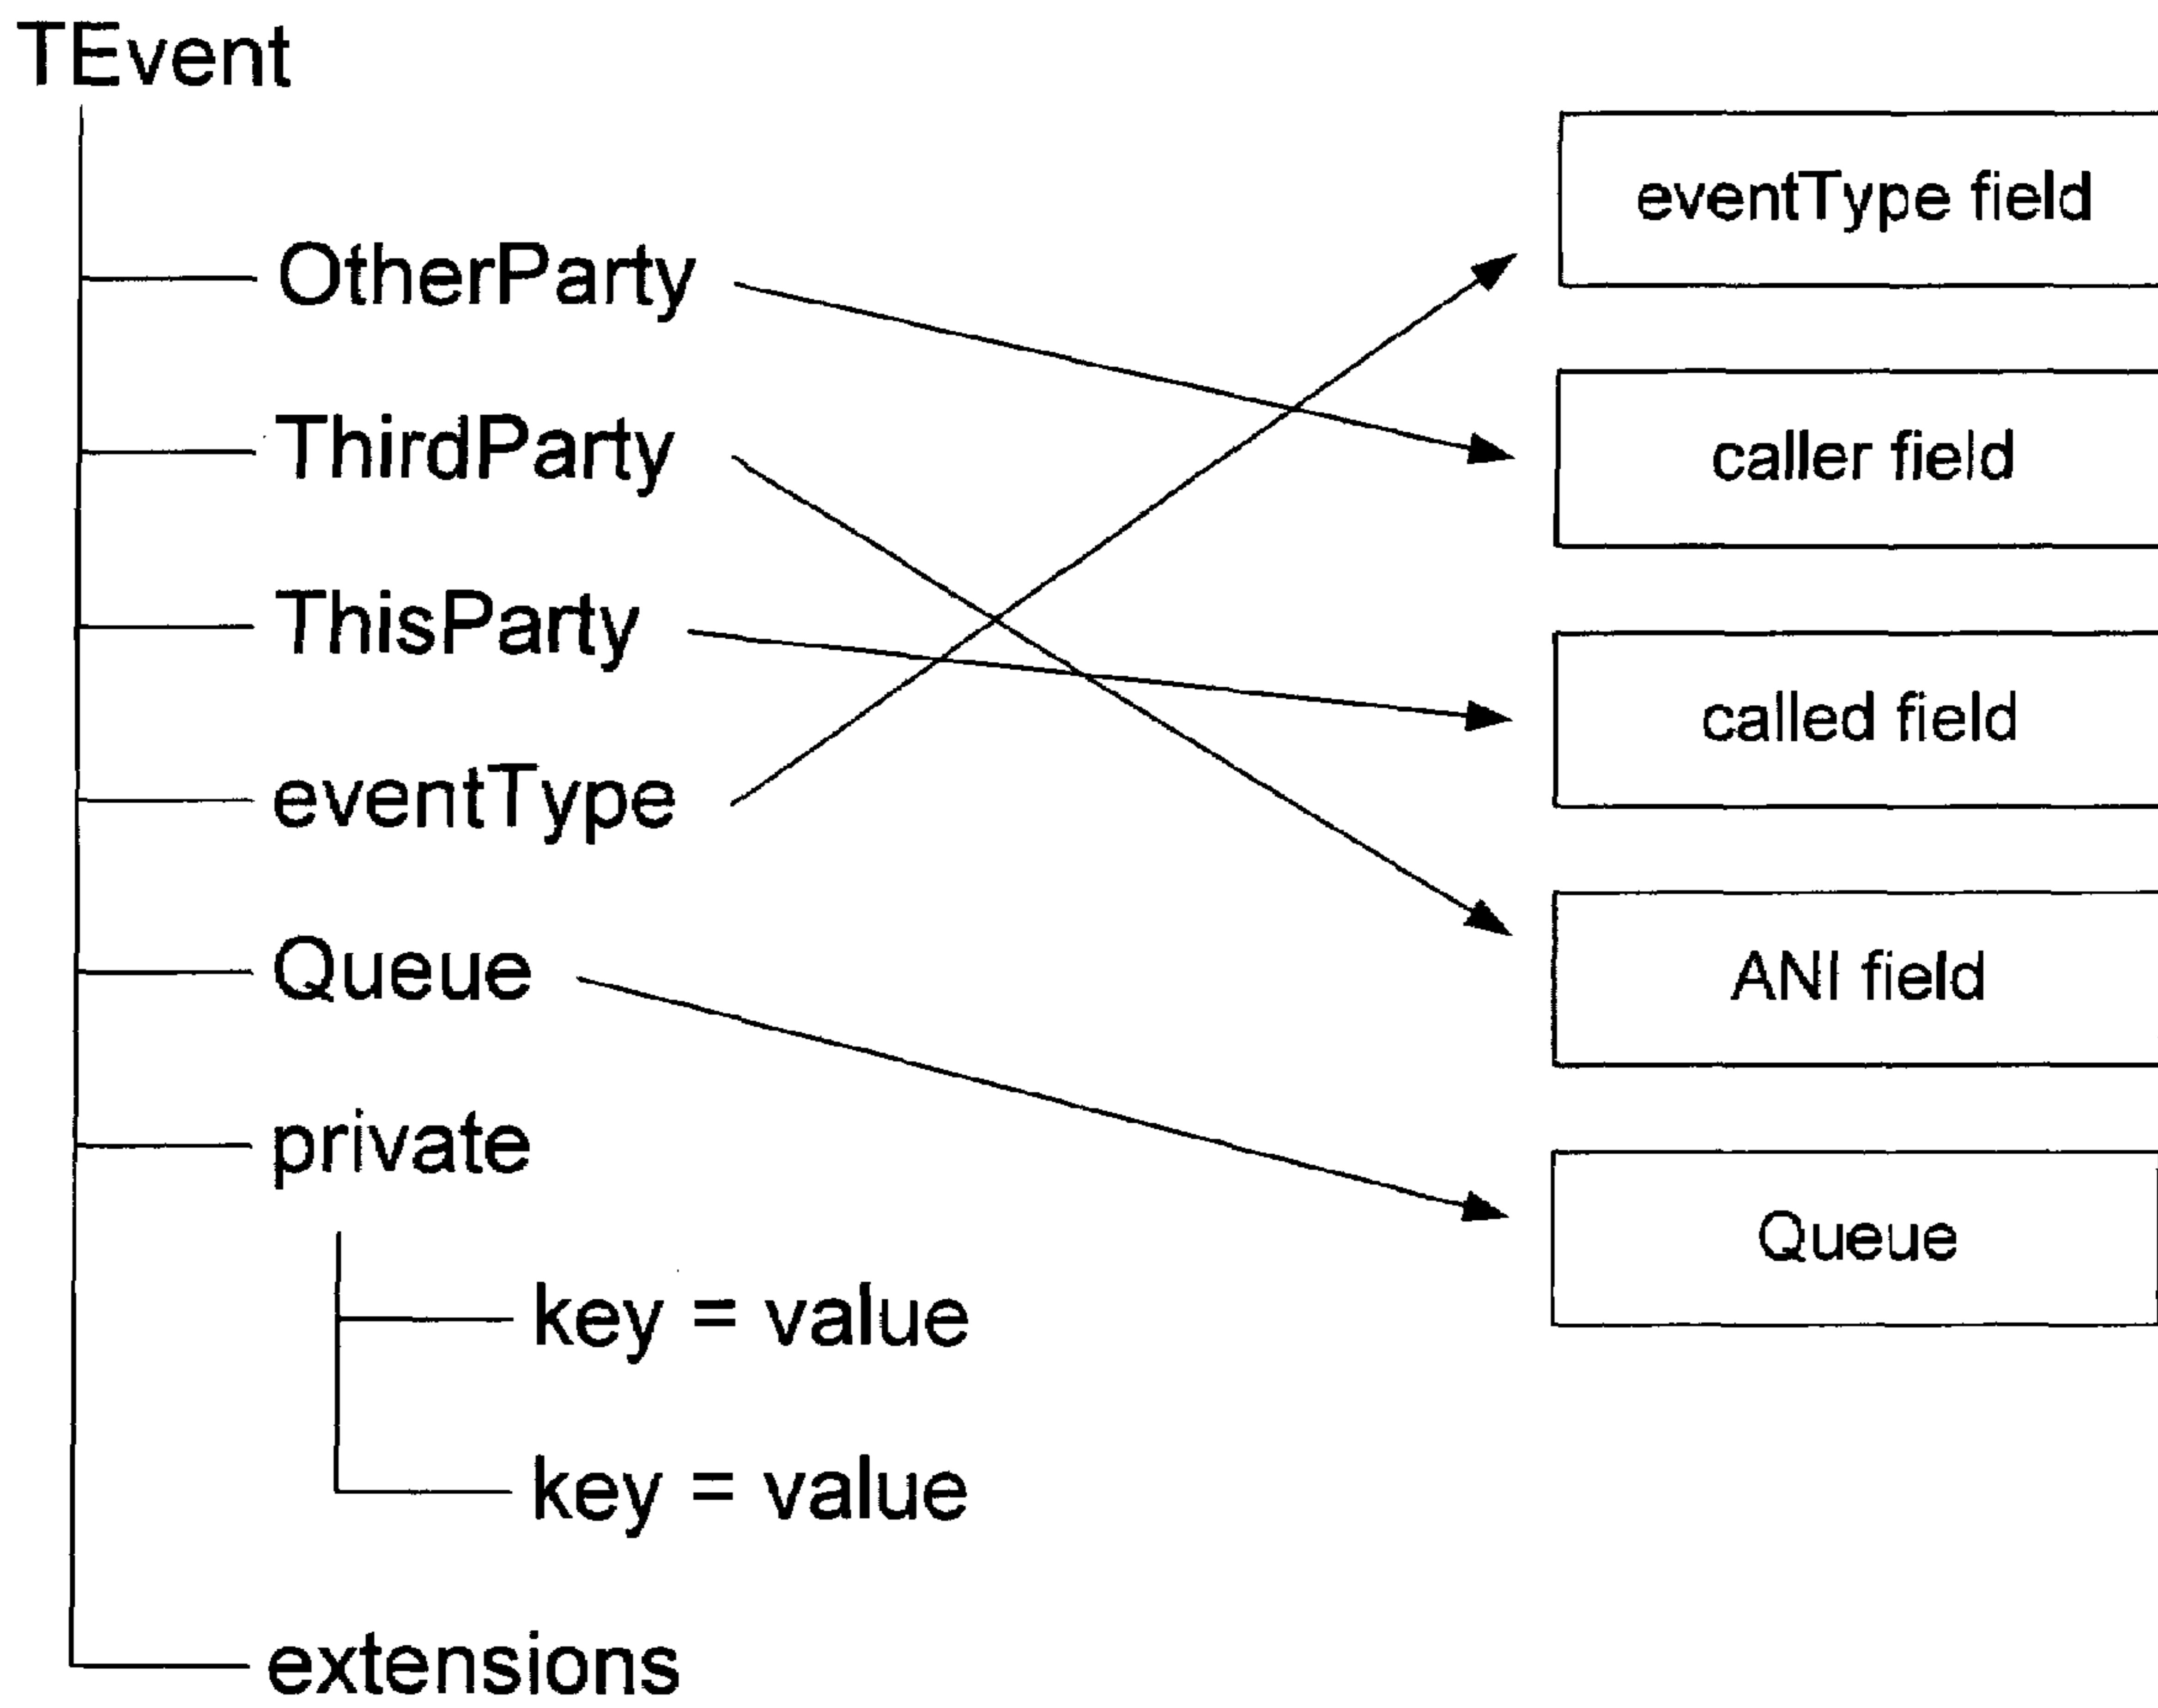 TEvent
OtherParty
ThirdParty
ThisParty
eventType
Queue
private
key = value
key = value
extensions
eventType field
caller field
called field
ANI field
Queue